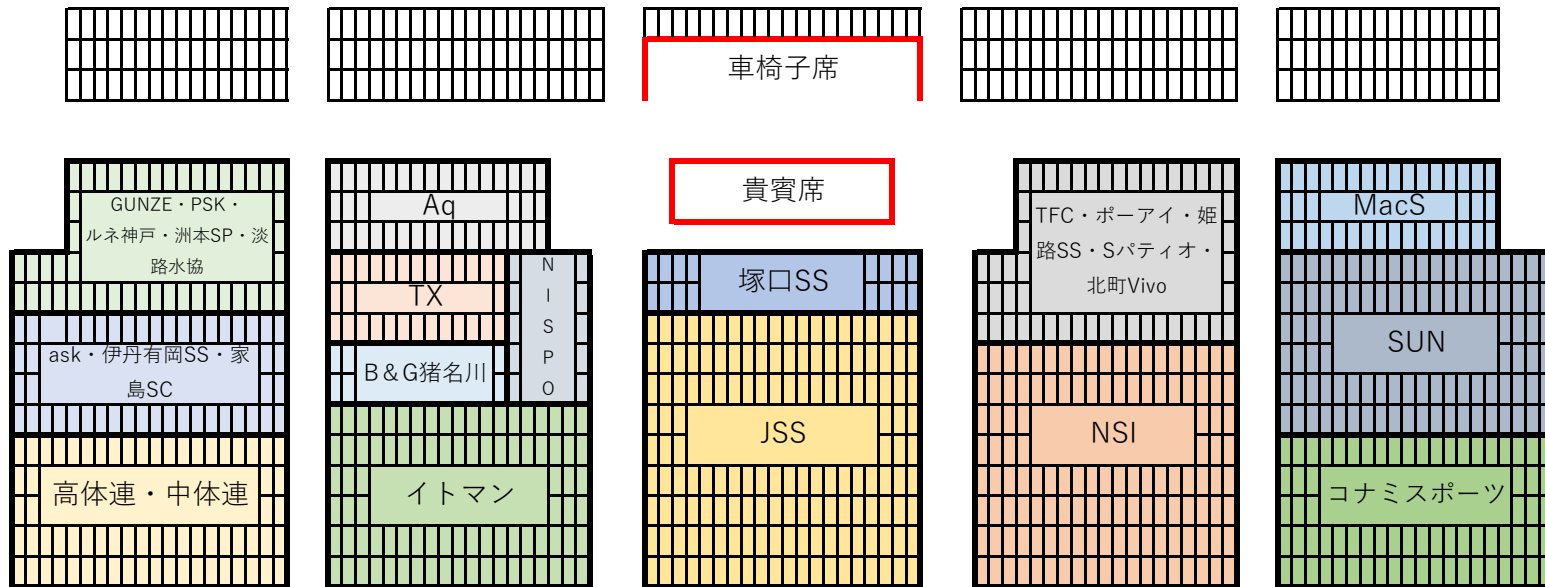 車椅子席
貴賓席
GUNZE・PSK・
ルネ神戸・洲本SP・淡
路水協
Aq
TFC・ポーアイ・姫
路SS・Sパティオ・
北町Vivo
MacS
TX
NISPO
塚口SS
ask・伊丹有岡SS・家
島SC
B＆G猪名川
SUN
JSS
NSI
高体連・中体連
イトマン
コナミスポーツ